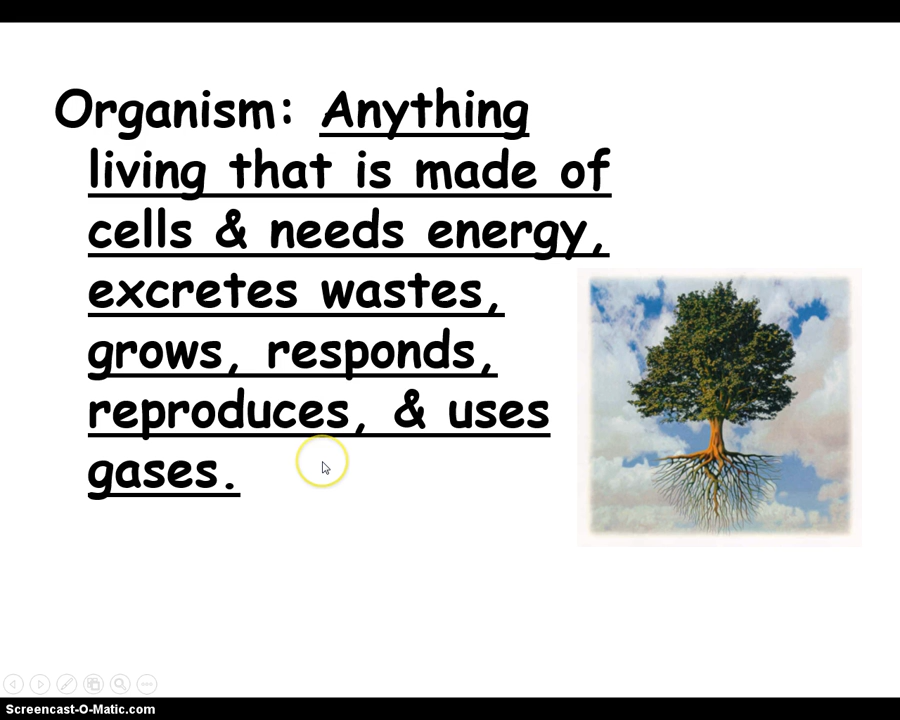 Organism: Anything
living that is made of
cells & needs energy,
excretes wastes,
grows, responds,
reproduces, & uses
gases.
Screencast-O-Matic.com